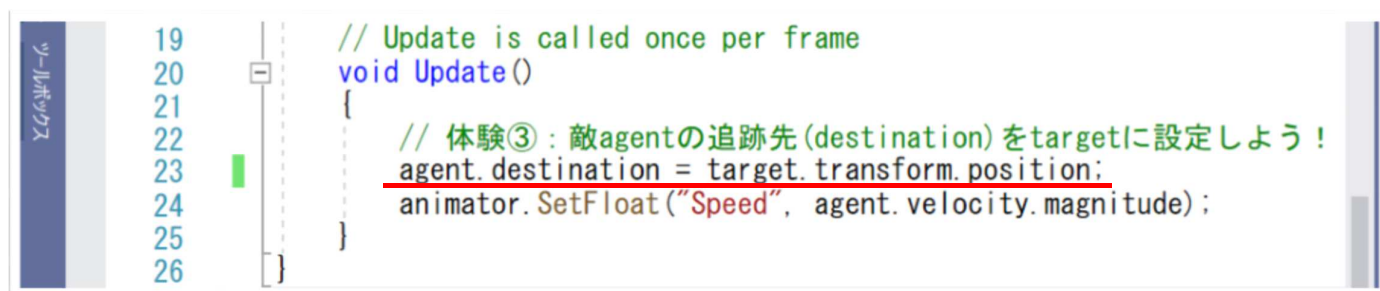 ツールボックス
19 // Update is called once per frame
20 void Update()
21 {
22 // 体験③:敵agentの追跡先(destination)をtargetに設定しよう!
23 agent.destination = target.transform.position;
24 animator.SetFloat("Speed", agent.velocity.magnitude);
25 }
26 }